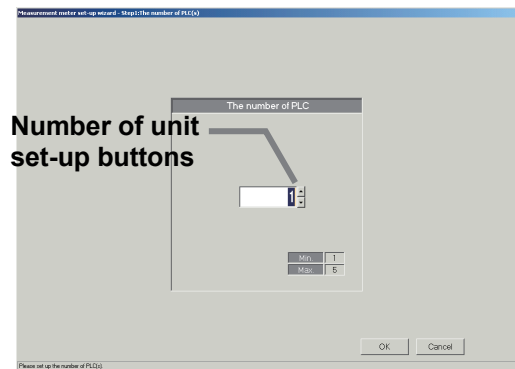 Measurement meter set-up wizard - Step1:The number of PLC(s)
The number of PLC
Number of unit
set-up buttons
1
Min. 1
Max. 5
OK Cancel
Please set up the number of PLC(s).